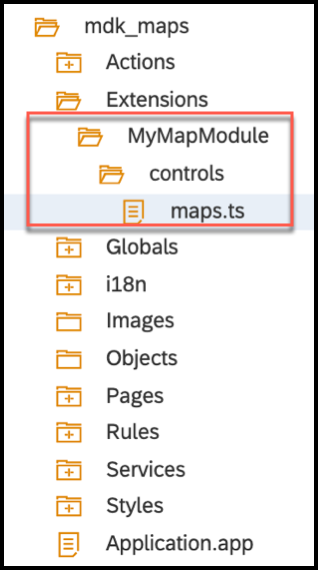 mdk_maps
Actions
Extensions
MyMapModule
controls
maps.ts
Globals
i18n
Images
Objects
Pages
Rules
Services
Styles
Application.app